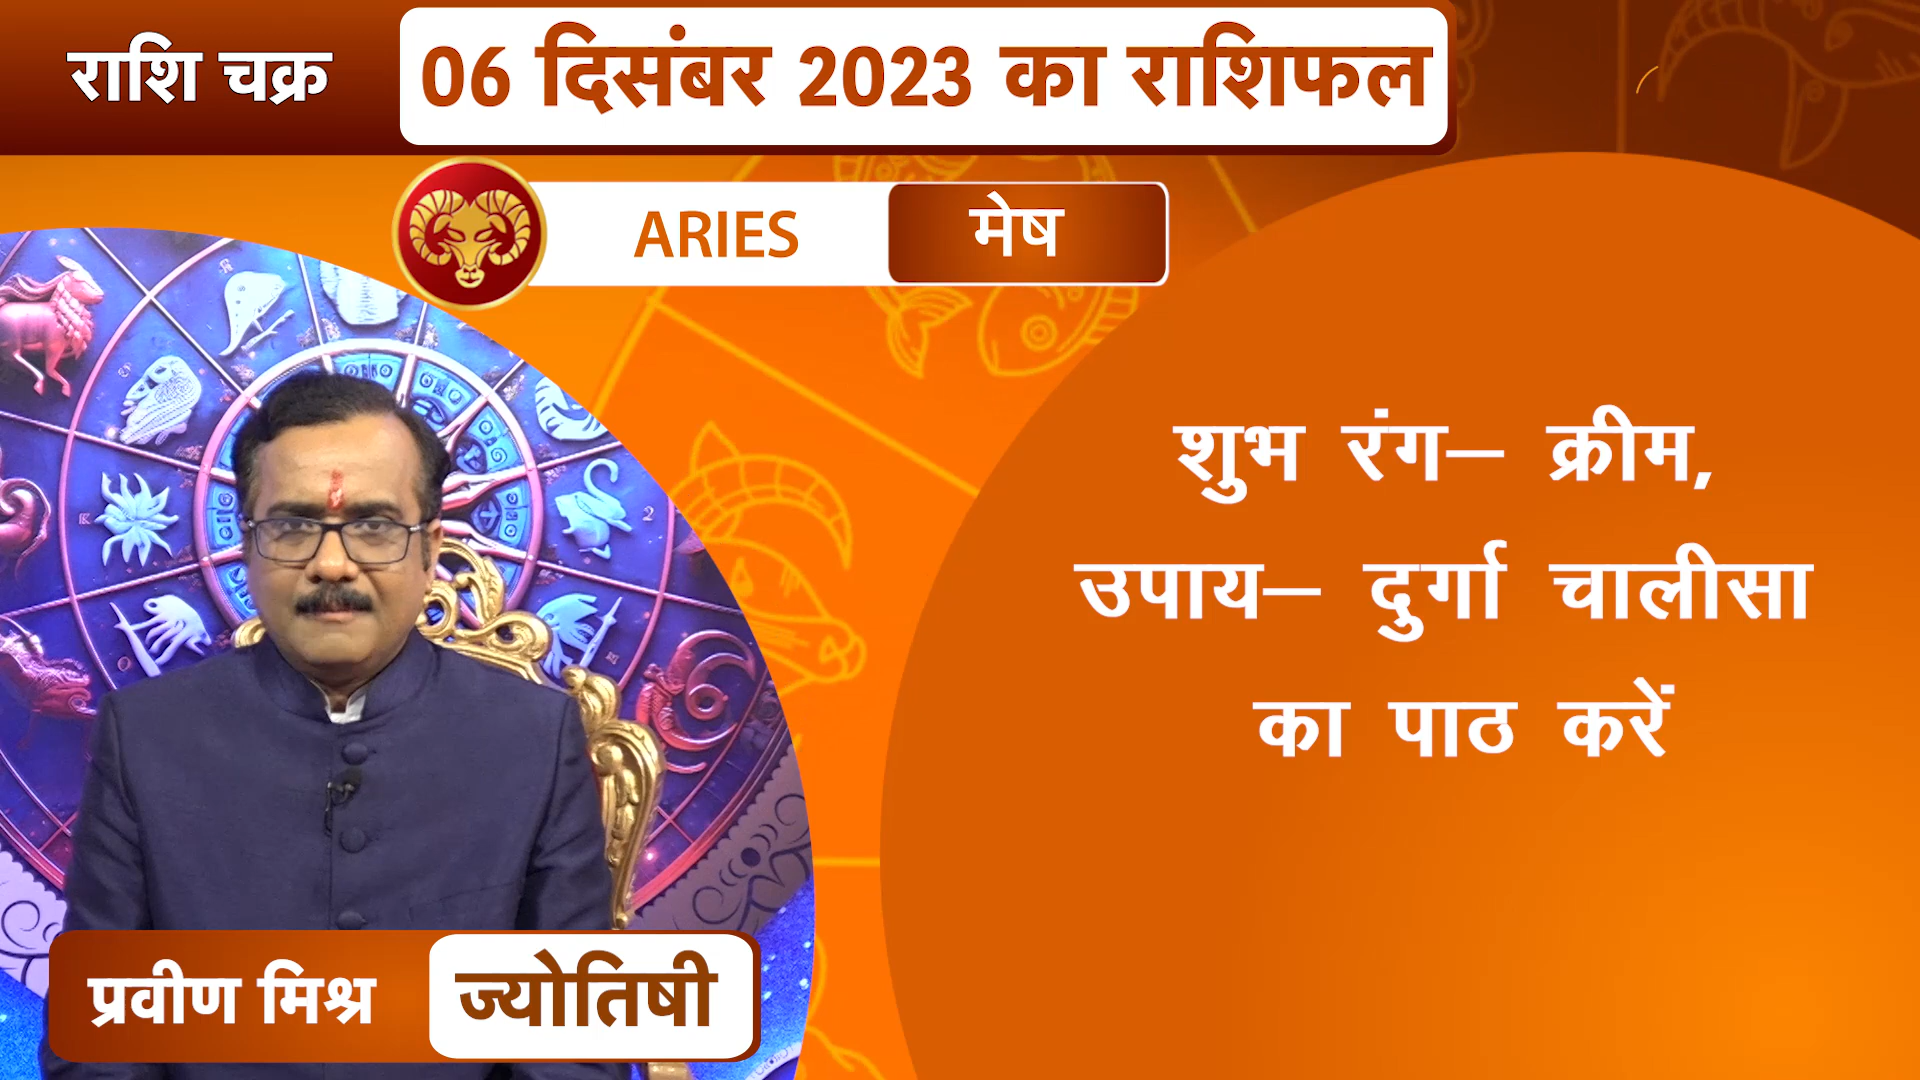 राशि चक्र
06 दिसंबर 2023 का राशिफल
ARIES
मेष
शुभ रंग– क्रीम,
उपाय– दुर्गा चालीसा
का पाठ करें
प्रवीण मिश्र
ज्योतिषी